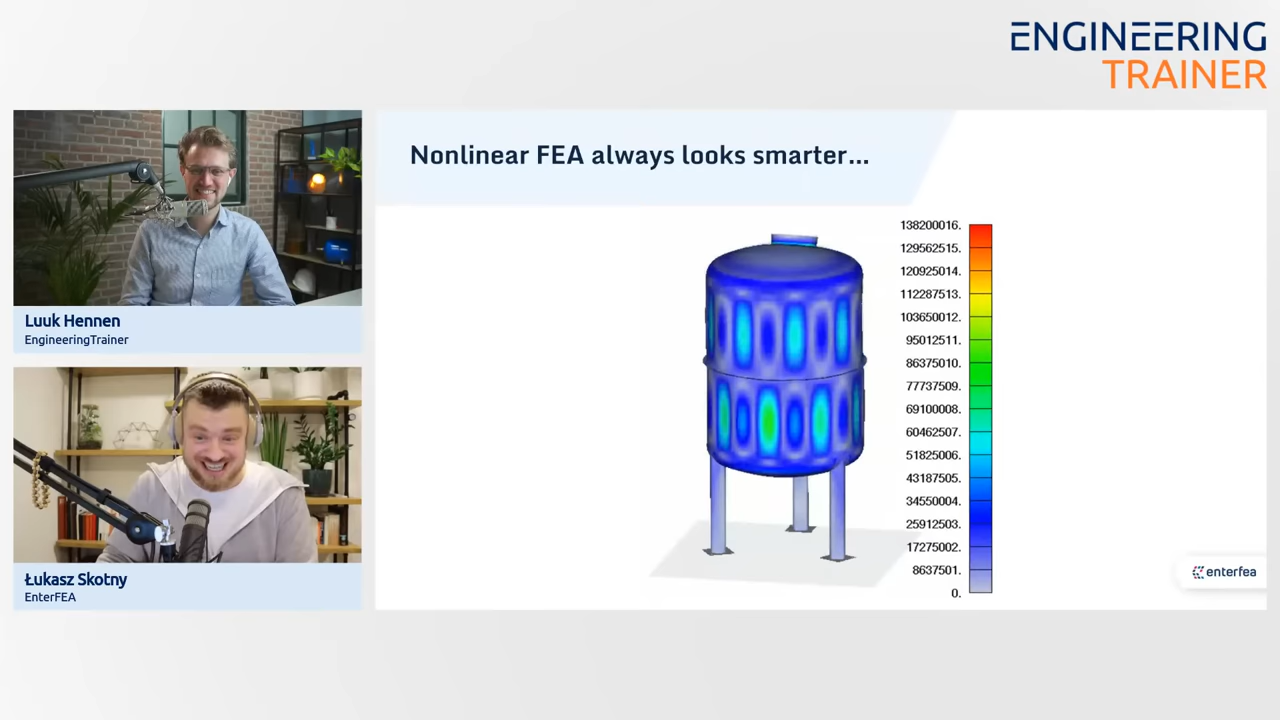 ENGINEERING
TRAINER
Luuk Hennen
EngineeringTrainer
Łukasz Skotny
EnterFEA
Nonlinear FEA always looks smarter...
138200016.
129562515.
120925014.
112287513.
103650012.
95012511.
86375010.
77737509.
69100008.
60462507.
51825006.
43187505.
34550004.
25912503.
17275002.
8637501.
0.
enterfea